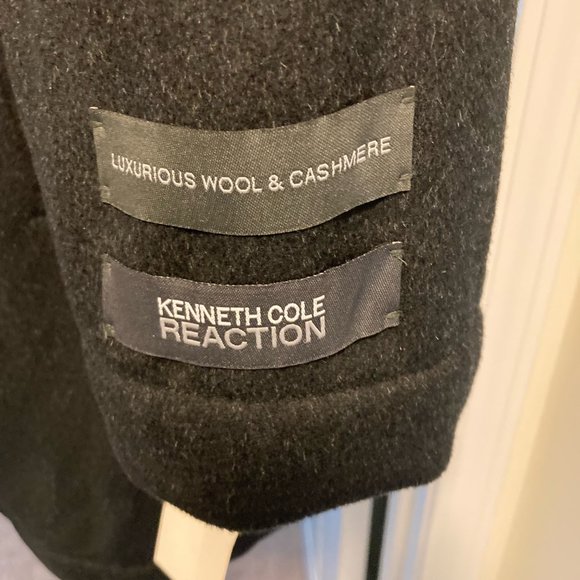 LUXURIOUS WOOL & CASHMERE
KENNETH COLE
REACTION